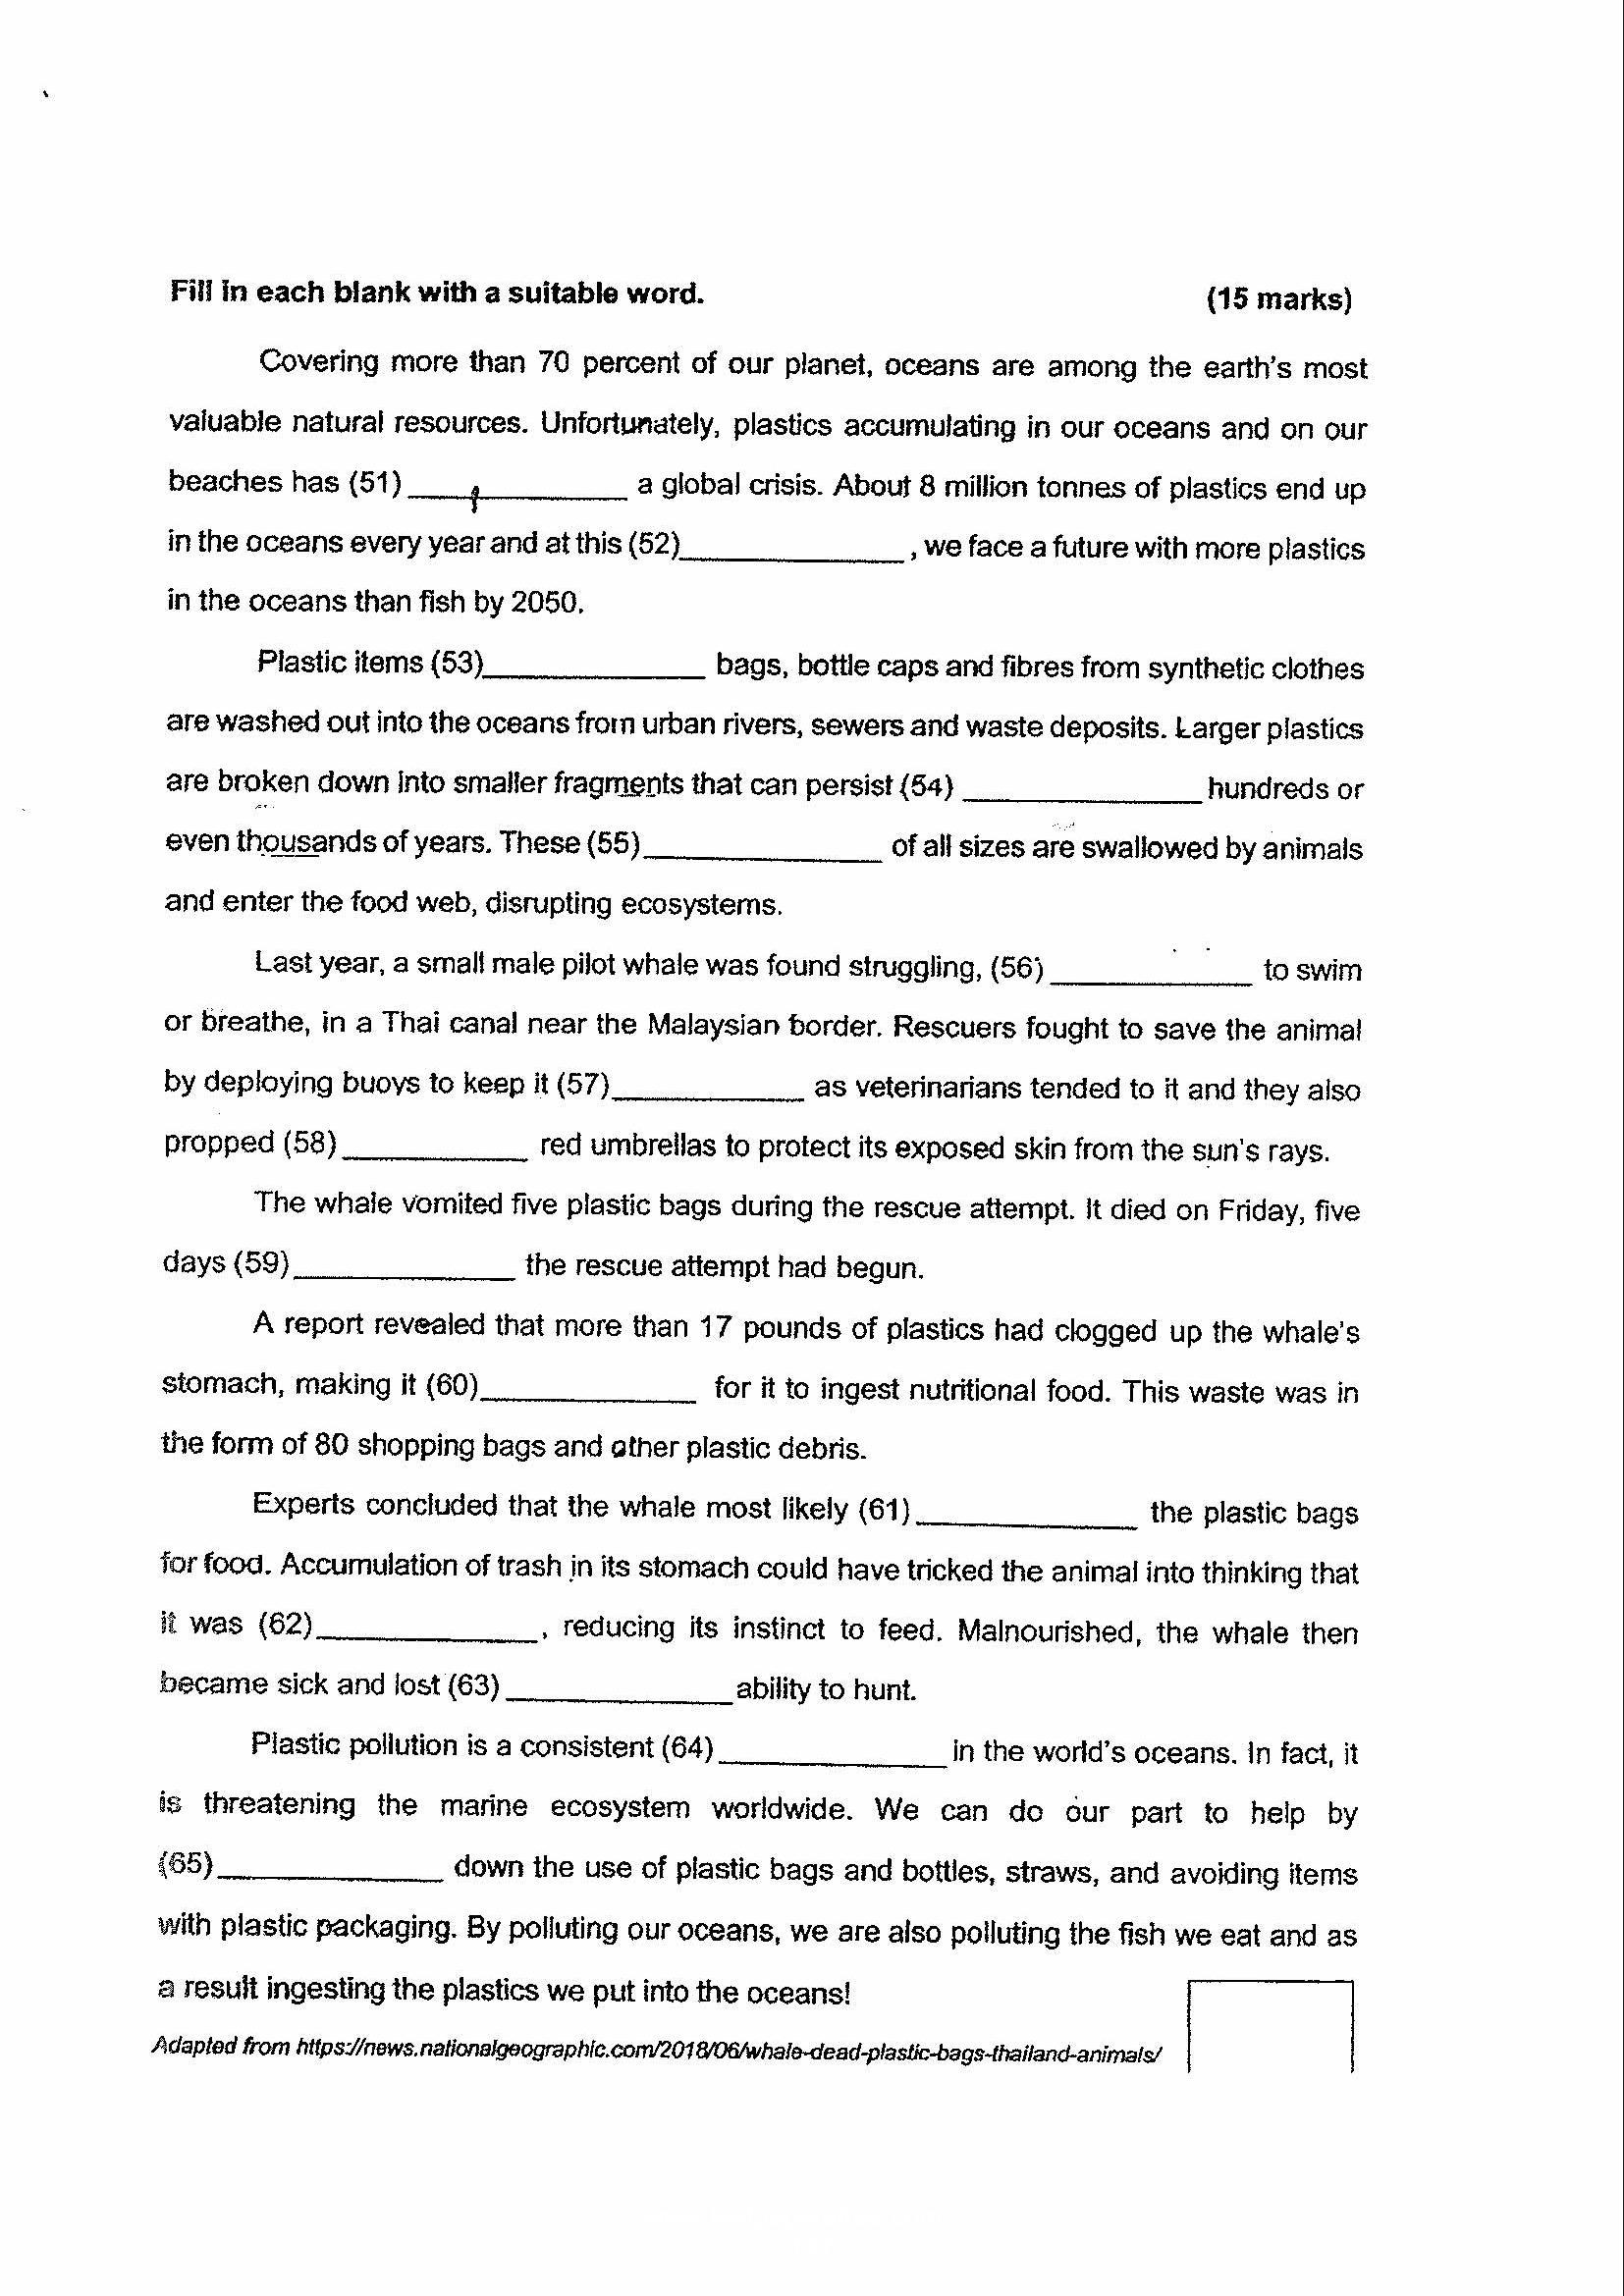 Fill in each blank with a suitable word. (15 marks)
Covering more than 70 percent of our planet, oceans are among the earth's most
valuable natural resources. Unfortunately, plastics accumulating in our oceans and on our
beaches has (51)____________ a global crisis. About 8 million tonnes of plastics end up
in the oceans every year and at this (52)____________, we face a future with more plastics
in the oceans than fish by 2050.
Plastic items (53)____________ bags, bottle caps and fibres from synthetic clothes
are washed out into the oceans from urban rivers, sewers and waste deposits. Larger plastics
are broken down into smaller fragments that can persist (54) ____________ hundreds or
even thousands of years. These (55)____________ of all sizes are swallowed by animals
and enter the food web, disrupting ecosystems.
Last year, a small male pilot whale was found struggling, (56)____________ to swim
or breathe, in a Thai canal near the Malaysian border. Rescuers fought to save the animal
by deploying buoys to keep it (57)____________ as veterinarians tended to it and they also
propped (58)____________ red umbrellas to protect its exposed skin from the sun's rays.
The whale vomited five plastic bags during the rescue attempt. It died on Friday, five
days (59)____________ the rescue attempt had begun.
A report revealed that more than 17 pounds of plastics had clogged up the whale's
stomach, making it (60)____________ for it to ingest nutritional food. This waste was in
the form of 80 shopping bags and other plastic debris.
Experts concluded that the whale most likely (61)____________ the plastic bags
for food. Accumulation of trash in its stomach could have tricked the animal into thinking that
it was (62)____________, reducing its instinct to feed. Malnourished, the whale then
became sick and lost (63)____________ ability to hunt.
Plastic pollution is a consistent (64)____________ in the world's oceans. In fact, it
is threatening the marine ecosystem worldwide. We can do our part to help by
(65)____________ down the use of plastic bags and bottles, straws, and avoiding items
with plastic packaging. By polluting our oceans, we are also polluting the fish we eat and as
a result ingesting the plastics we put into the oceans!
Adapted from https://news.nationalgeographic.com/2018/06/whale-dead-plastic-bags-thailand-animals/